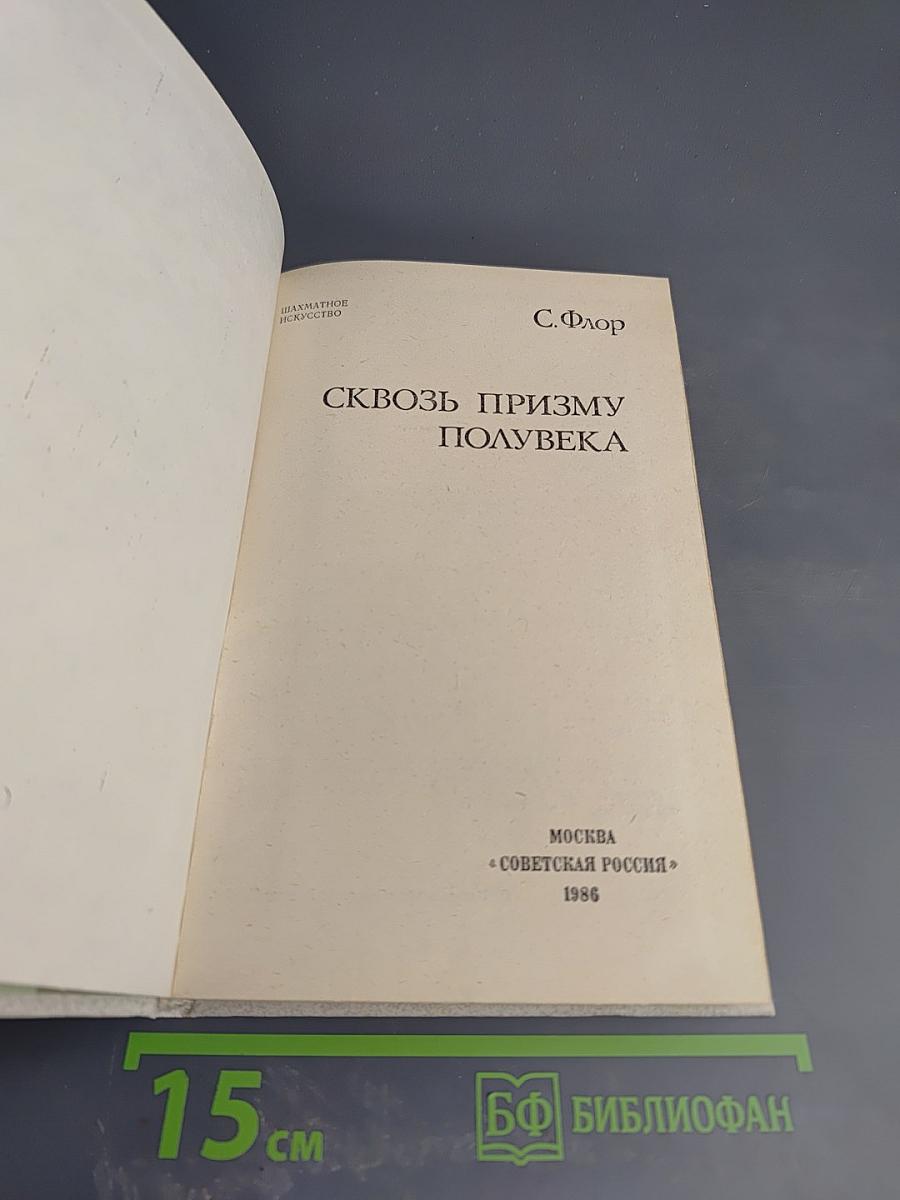 ШАХМАТНОЕ
ИСКУССТВО
С. Флор
СКВОЗЬ ПРИЗМУ
ПОЛУВЕКА
МОСКВА
«СОВЕТСКАЯ РОССИЯ»
1986
15 см
БФ БИБЛИОФАН